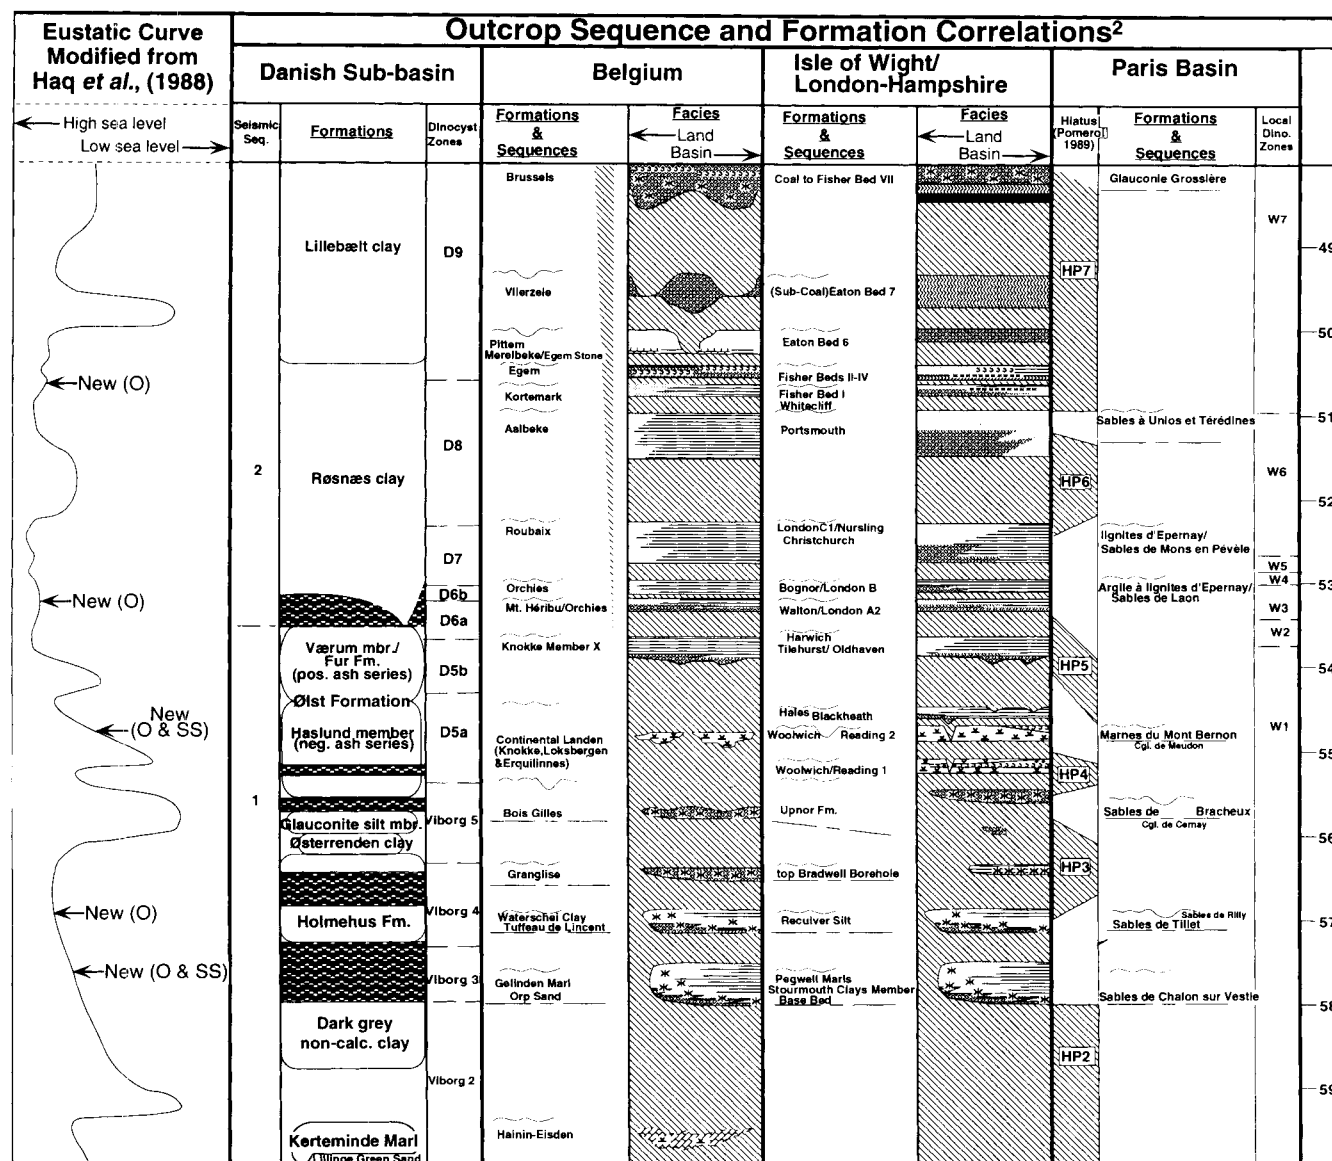 Eustatic Curve
Modified from
Haq et al., (1988)
High sea level
Low sea level
New (O)
New (O)
New
(O & SS)
New (O)
New (O & SS)
Outcrop Sequence and Formation Correlations2
Danish Sub-basin
Seismic
Seq.
Formations
Dinocyst
Zones
2
1
Lillebælt clay
Røsnæs clay
Værum mbr./
Fur Fm.
(pos. ash series)
Ølst Formation
Haslund member
(neg. ash series)
Glauconite silt mbr.
Østerrenden clay
Holmehus Fm.
Dark grey
non-calc. clay
Kerteminde Marl
Green Sand
D9
D8
D7
D6b
D6a
D5b
D5a
Viborg 5
Viborg 4
Viborg 3
Viborg 2
Belgium
Formations
&
Sequences
Facies
Land
Basin
Brussels
Vlierzele
Pittem
Merelbeke/Egem Stone
Egem
Kortemark
Aalbeke
Roubaix
Orchies
Mt. Héribu/Orchies
Knokke Member X
Continental Landen
(Knokke,Loksbergen
&Erquilinnes)
Bois Gilles
Granglise
Waterschei Clay
Tuffeau de Lincent
Gelinden Marl
Orp Sand
Hainin-Eisden
Isle of Wight/
London-Hampshire
Formations
&
Sequences
Facies
Land
Basin
Coal to Fisher Bed VII
(Sub-Coal)Eaton Bed 7
Eaton Bed 6
Fisher Beds II-IV
Fisher Bed I
Whitecliff
Portsmouth
LondonC1/Nursling
Christchurch
Bognor/London B
Walton/London A2
Harwich
Tilehurst/ Oldhaven
Hales Blackheath
Woolwich Reading 2
Woolwich/Reading 1
Upnor Fm.
top Bradwell Borehole
Reculver Silt
Pegwell Marls
Stourmouth Clays Member
Base Bed
Paris Basin
Hiatus
(Pomerol
1989)
Formations
&
Sequences
Local
Dino.
Zones
HP7
HP6
HP5
HP4
HP3
HP2
Glauconie Grossière
Sables à Unios et Térédines
lignites d'Epernay/
Sables de Mons en Pévèle
Argile à lignites d'Epernay/
Sables de Laon
Marnes du Mont Bernon
Cgl. de Meudon
Sables de Bracheux
Cgl. de Cernay
Sables de Rilly
Sables de Tillet
Sables de Chalon sur Vestle
W7
W6
W5
W4
W3
W2
W1
49
50
51
52
53
54
55
56
57
58
59